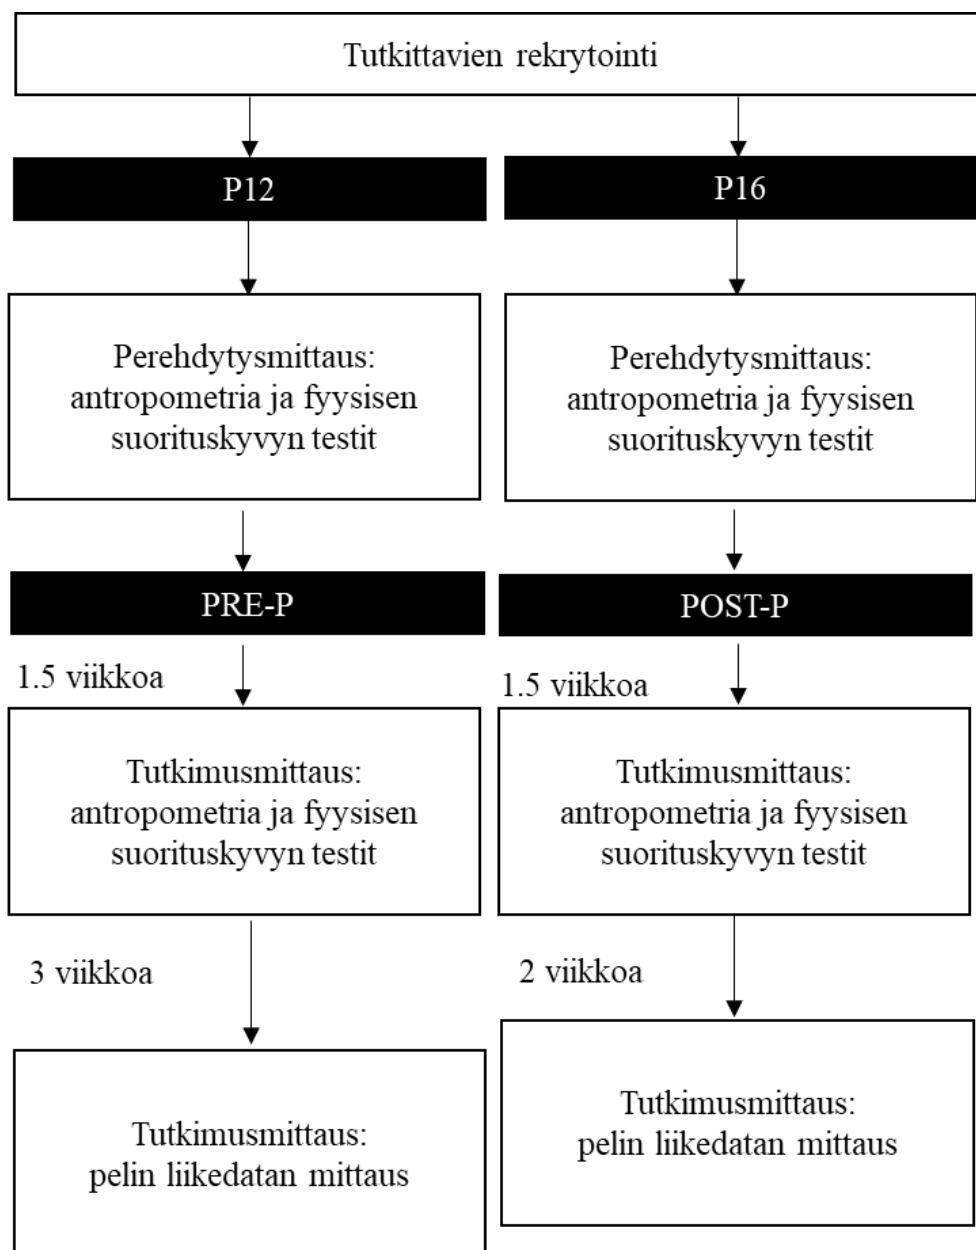 Tutkittavien rekrytointi
P12
P16
Perehdytysmittaus:
antropometria ja fyysisen
suorituskyvyn testit
Perehdytysmittaus:
antropometria ja fyysisen
suorituskyvyn testit
PRE-P
POST-P
1.5 viikkoa
1.5 viikkoa
Tutkimusmittaus:
antropometria ja fyysisen
suorituskyvyn testit
Tutkimusmittaus:
antropometria ja fyysisen
suorituskyvyn testit
3 viikkoa
2 viikkoa
Tutkimusmittaus:
pelin liikedatan mittaus
Tutkimusmittaus:
pelin liikedatan mittaus